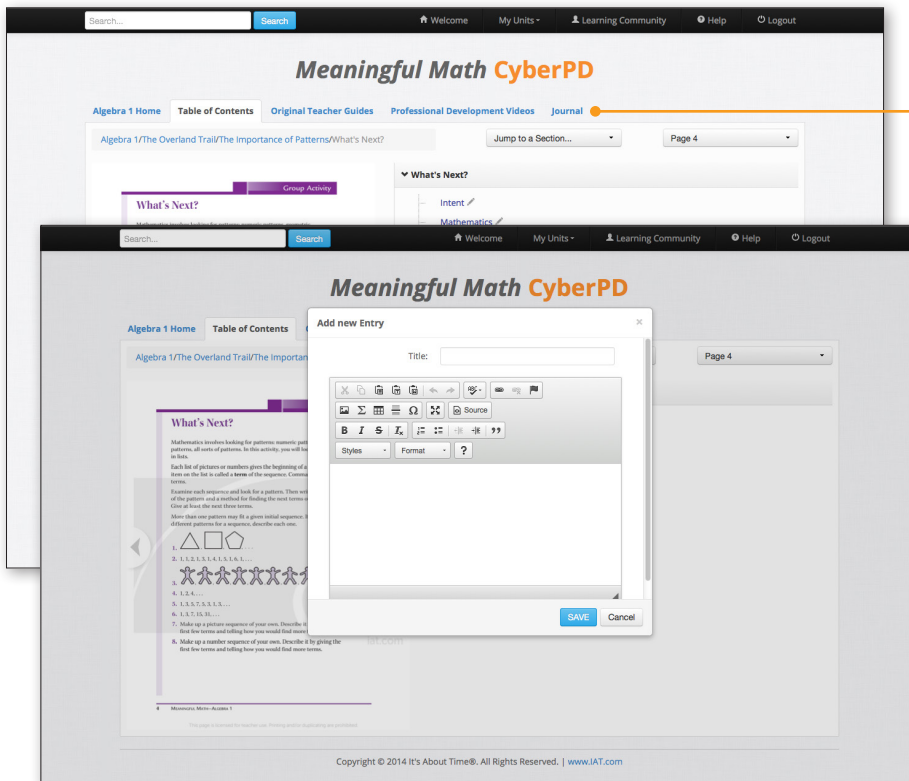 Search... Search Welcome My Units Learning Community Help Logout
Meaningful Math CyberPD
Algebra 1 Home Table of Contents Original Teacher Guides Professional Development Videos Journal
Algebra 1/The Overland Trail/The Importance of Patterns/What's Next? Jump to a Section... Page 4
What's Next?
Group Activity
Intent
What's Next?
Mathematics
Search... Search Welcome My Units Learning Community Help Logout
Meaningful Math CyberPD
Algebra 1 Home Table of Contents
Add new Entry ×
Algebra 1/The Overland Trail/The Importan
Page 4
Title:
Source
B I S Tx
Styles Format ?
What's Next?
Mathematics involves looking for patterns: numeric
patterns, all sorts of patterns. In this activity, you will
in lists.
Each list of pictures or numbers gives the beginning of a
item on the list is called a term of the sequence.
terms.
Examine each sequence and look for a pattern. Then
of the pattern and a method for finding the next terms
Give at least the next three terms.
More than one pattern may fit a given initial sequence.
different patterns for a sequence, describe each one.
1.
2. 1, 1, 2, 1, 3, 1, 4, 1, 5, 1, 6, 1, . . .
3.
4. 1, 2, 4, . . .
5. 1, 3, 5, 7, 5, 3, 1, 3, . . .
6. 1, 3, 7, 15, 31, . . .
7. Make up a picture sequence of your own. Describe it
first few terms and telling how you would find more
8. Make up a number sequence of your own. Describe it by giving the
first few terms and telling how you would find more terms.
iat.com
SAVE Cancel
8 Meaningful Math–Algebra 1
Copyright © 2014 It's About Time®. All Rights Reserved. | www.IAT.com